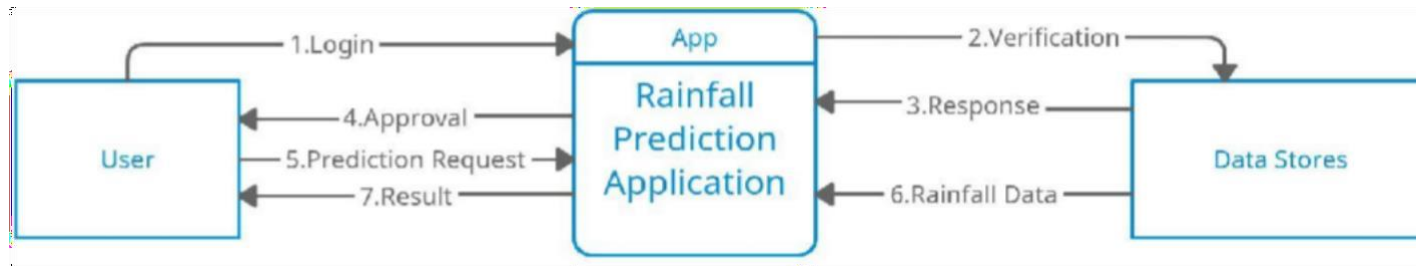 1.Login
App
2.Verification
Rainfall
Prediction
Application
4.Approval
3.Response
User
5.Prediction Request
Data Stores
7.Result
6.Rainfall Data